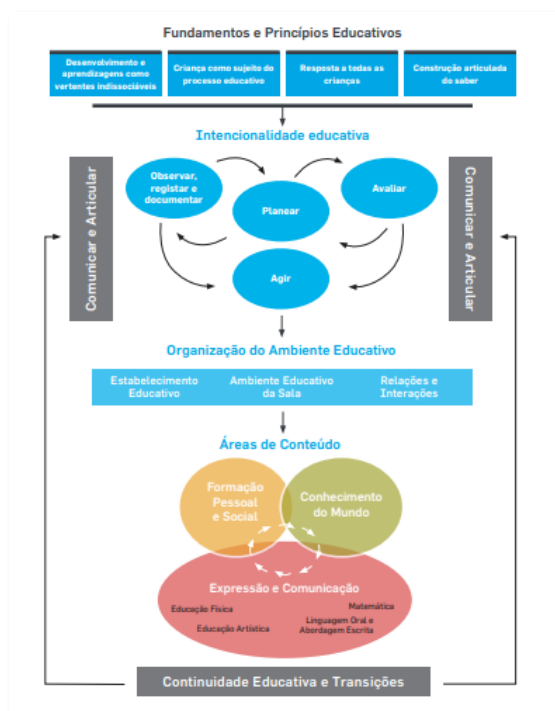 Fundamentos e Princípios Educativos
Desenvolvimento e
aprendizagens como
vertentes indissociáveis
Criança como sujeito do
processo educativo
Resposta a todas as
crianças
Construção articulada
do saber
Intencionalidade educativa
Comunicar e Articular
Observar,
registar e
documentar
Planear
Avaliar
Agir
Comunicar e Articular
Organização do Ambiente Educativo
Estabelecimento
Educativo
Ambiente Educativo
da Sala
Relações e
Interações
Áreas de Conteúdo
Formação
Pessoal
e Social
Conhecimento
do Mundo
Expressão e Comunicação
Educação Física
Matemática
Educação Artística
Linguagem Oral e
Abordagem Escrita
Continuidade Educativa e Transições